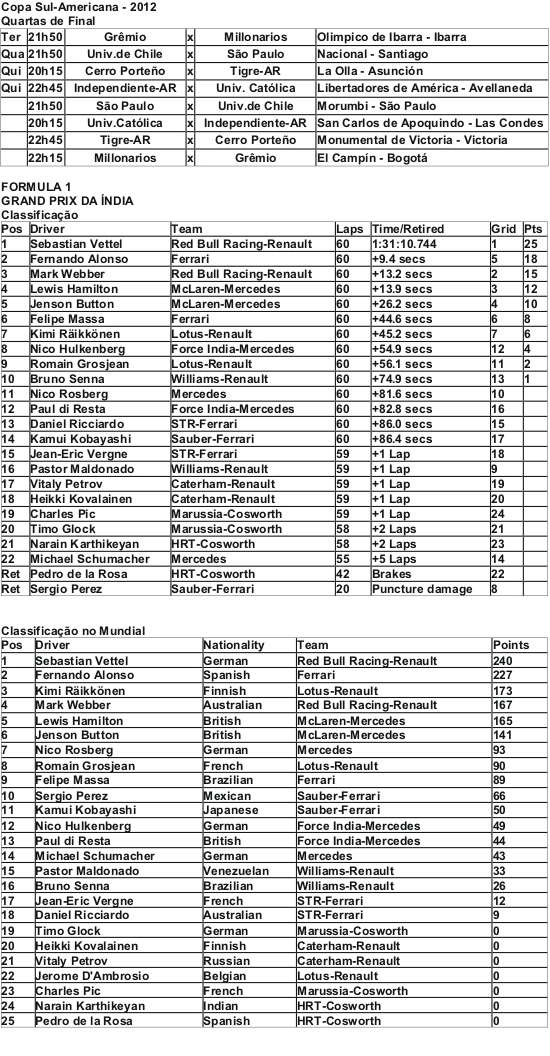 Copa Sul-Americana - 2012
Quartas de Final
Ter 21h50 Grêmio x Millonarios Olimpico de Ibarra - Ibarra
Qua 21h50 Univ.de Chile x São Paulo Nacional - Santiago
Qui 20h15 Cerro Porteño x Tigre-AR La Olla - Asunción
Qui 22h45 Independiente-AR x Univ. Católica Libertadores de América - Avellaneda
21h50 São Paulo x Univ.de Chile Morumbi - São Paulo
20h15 Univ.Católica x Independiente-AR San Carlos de Apoquindo - Las Condes
22h45 Tigre-AR x Cerro Porteño Monumental de Victoria - Victoria
22h15 Millonarios x Grêmio El Campín - Bogotá
FORMULA 1
GRAND PRIX DA ÍNDIA
Classificação
Pos Driver Team Laps Time/Retired Grid Pts
1 Sebastian Vettel Red Bull Racing-Renault 60 1:31:10.744 1 25
2 Fernando Alonso Ferrari 60 +9.4 secs 5 18
3 Mark Webber Red Bull Racing-Renault 60 +13.2 secs 2 15
4 Lewis Hamilton McLaren-Mercedes 60 +13.9 secs 3 12
5 Jenson Button McLaren-Mercedes 60 +26.2 secs 4 10
6 Felipe Massa Ferrari 60 +44.6 secs 6 8
7 Kimi Räikkönen Lotus-Renault 60 +45.2 secs 7 6
8 Nico Hulkenberg Force India-Mercedes 60 +54.9 secs 12 4
9 Romain Grosjean Lotus-Renault 60 +56.1 secs 11 2
10 Bruno Senna Williams-Renault 60 +74.9 secs 13 1
11 Nico Rosberg Mercedes 60 +81.6 secs 10
12 Paul di Resta Force India-Mercedes 60 +82.8 secs 16
13 Daniel Ricciardo STR-Ferrari 60 +86.0 secs 15
14 Kamui Kobayashi Sauber-Ferrari 60 +86.4 secs 17
15 Jean-Eric Vergne STR-Ferrari 59 +1 Lap 18
16 Pastor Maldonado Williams-Renault 59 +1 Lap 9
17 Vitaly Petrov Caterham-Renault 59 +1 Lap 19
18 Heikki Kovalainen Caterham-Renault 59 +1 Lap 20
19 Charles Pic Marussia-Cosworth 59 +1 Lap 24
20 Timo Glock Marussia-Cosworth 58 +2 Laps 21
21 Narain Karthikeyan HRT-Cosworth 58 +2 Laps 23
22 Michael Schumacher Mercedes 55 +5 Laps 14
Ret Pedro de la Rosa HRT-Cosworth 42 Brakes 22
Ret Sergio Perez Sauber-Ferrari 20 Puncture damage 8
Classificação no Mundial
Pos Driver Nationality Team Points
1 Sebastian Vettel German Red Bull Racing-Renault 240
2 Fernando Alonso Spanish Ferrari 227
3 Kimi Räikkönen Finnish Lotus-Renault 173
4 Mark Webber Australian Red Bull Racing-Renault 167
5 Lewis Hamilton British McLaren-Mercedes 165
6 Jenson Button British McLaren-Mercedes 141
7 Nico Rosberg German Mercedes 93
8 Romain Grosjean French Lotus-Renault 90
9 Felipe Massa Brazilian Ferrari 89
10 Sergio Perez Mexican Sauber-Ferrari 66
11 Kamui Kobayashi Japanese Sauber-Ferrari 50
12 Nico Hulkenberg German Force India-Mercedes 49
13 Paul di Resta British Force India-Mercedes 44
14 Michael Schumacher German Mercedes 43
15 Pastor Maldonado Venezuelan Williams-Renault 33
16 Bruno Senna Brazilian Williams-Renault 26
17 Jean-Eric Vergne French STR-Ferrari 12
18 Daniel Ricciardo Australian STR-Ferrari 9
19 Timo Glock German Marussia-Cosworth 0
20 Heikki Kovalainen Finnish Caterham-Renault 0
21 Vitaly Petrov Russian Caterham-Renault 0
22 Jerome D'Ambrosio Belgian Lotus-Renault 0
23 Charles Pic French Marussia-Cosworth 0
24 Narain Karthikeyan Indian HRT-Cosworth 0
25 Pedro de la Rosa Spanish HRT-Cosworth 0